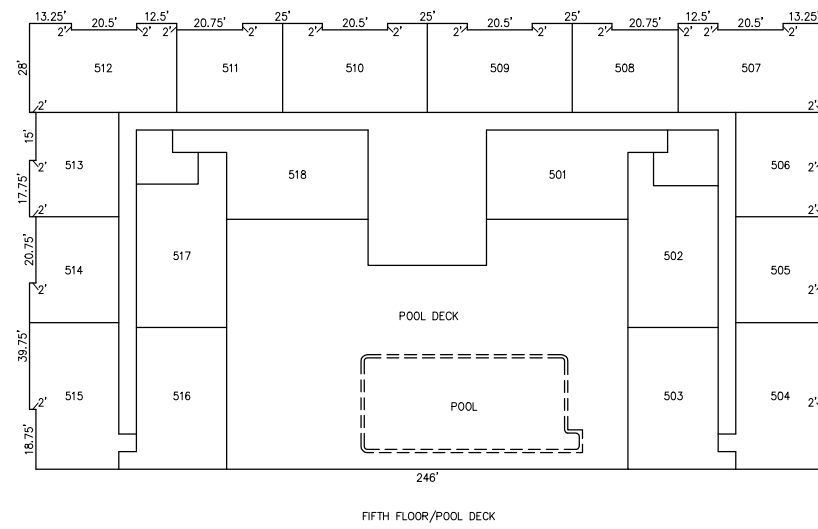 13.25' 12.5' 25' 25' 25' 12.5' 13.25'
20.5' 20.75' 20.5' 20.5' 20.75' 20.5'
2' 2' 2' 2' 2' 2' 2' 2' 2' 2' 2' 2'
28' 512 511 510 509 508 507
2' 2'
15' 513 518 501 506
2' 2'
17.75'
2' 2'
20.75' 514 517 502 505
2' 2'
POOL DECK
39.75'
515 516 POOL 503 504
2' 2'
18.75'
246'
FIFTH FLOOR/POOL DECK